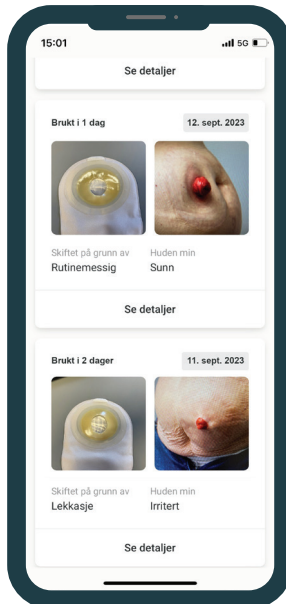 15:01
5G
Se detaljer
Brukt i 1 dag
12. sept. 2023
Skiftet på grunn av
Huden min
Rutinemessig
Sunn
Se detaljer
Brukt i 2 dager
11. sept. 2023
Skiftet på grunn av
Huden min
Lekkasje
Irritert
Se detaljer